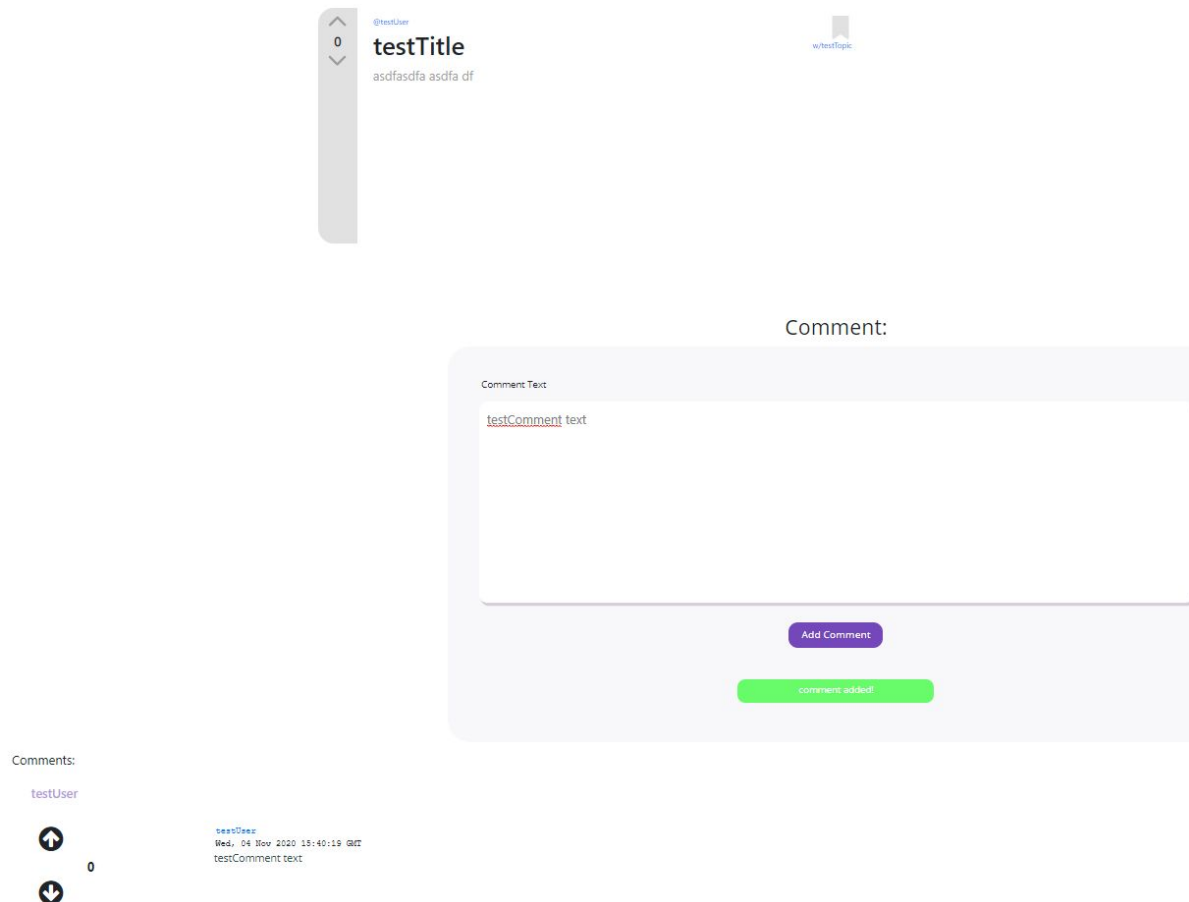 @testUser
0
testTitle
w/testTopic
asdfasdfa asdfa df
Comment:
Comment Text
testComment text
Add Comment
comment added!
Comments:
testUser
testUser
Wed, 04 Nov 2020 15:40:19 GMT
testComment text
0